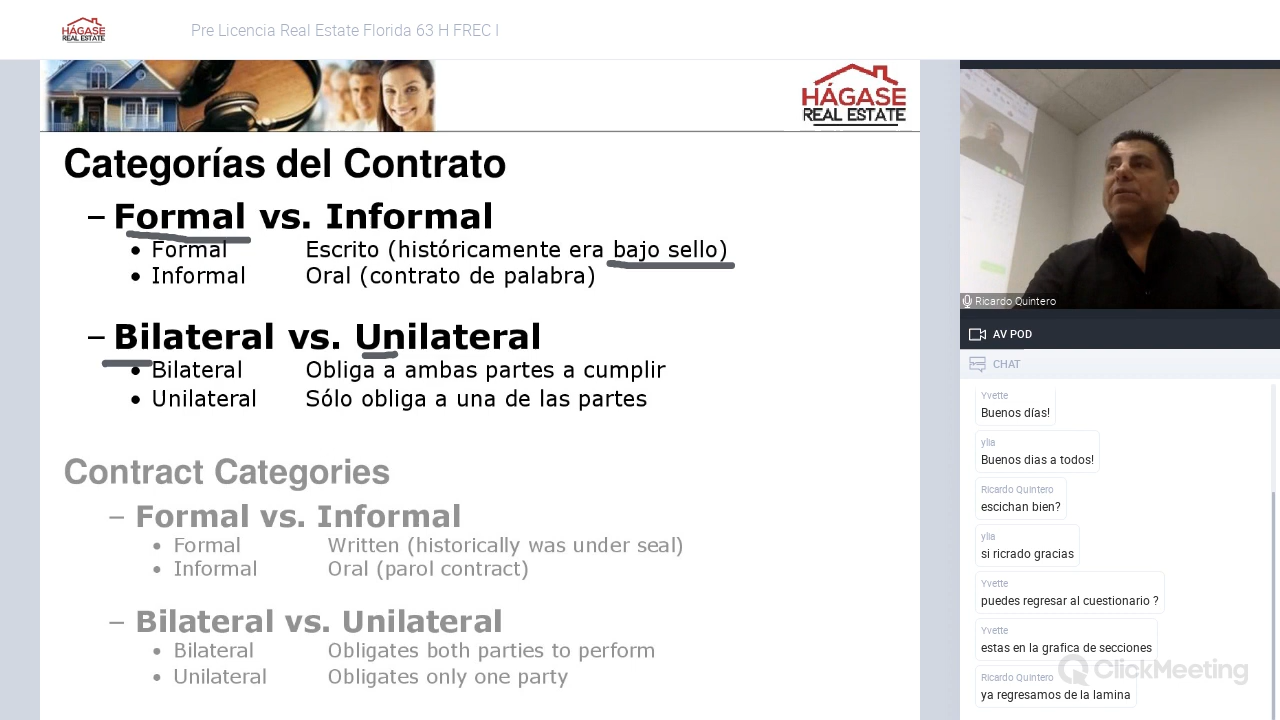 HÁGASE
REAL ESTATE
Pre Licencia Real Estate Florida 63 H FREC I
HÁGASE
REAL ESTATE
Categorías del Contrato
– Formal vs. Informal
• Formal Escrito (históricamente era bajo sello)
• Informal Oral (contrato de palabra)
– Bilateral vs. Unilateral
• Bilateral Obliga a ambas partes a cumplir
• Unilateral Sólo obliga a una de las partes
Contract Categories
– Formal vs. Informal
• Formal Written (historically was under seal)
• Informal Oral (parol contract)
– Bilateral vs. Unilateral
• Bilateral Obligates both parties to perform
• Unilateral Obligates only one party
Ricardo Quintero
AV POD
CHAT
Yvette
Buenos días!
ylia
Buenos dias a todos!
Ricardo Quintero
escichan bien?
ylia
si ricrado gracias
Yvette
puedes regresar al cuestionario ?
Yvette
estas en la grafica de secciones
Ricardo Quintero
ya regresamos de la lamina
ClickMeeting